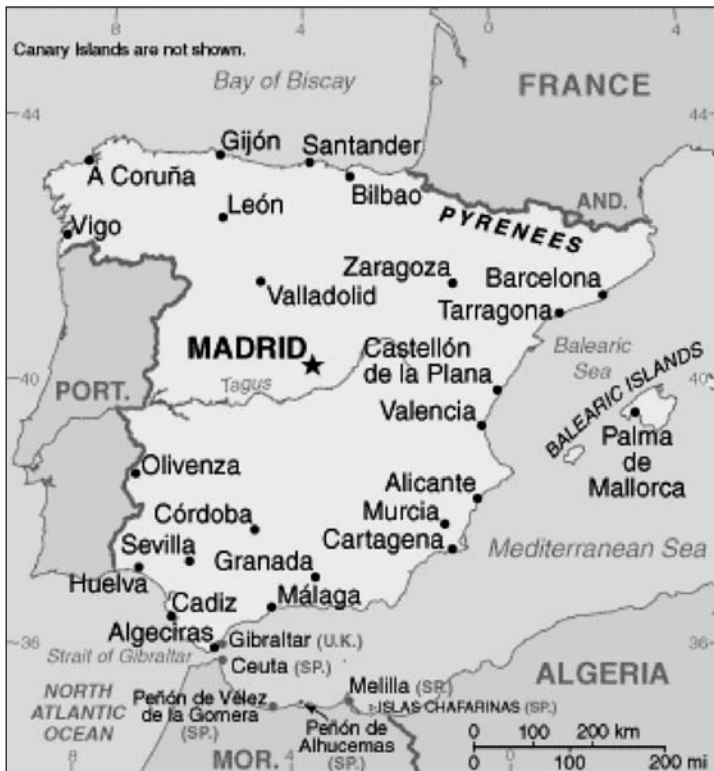 8
4
0
4
Canary Islands are not shown.
Bay of Biscay
FRANCE
44
44
Gijón
Santander
A Coruña
Bilbao
AND.
León
PYRENEES
Vigo
Zaragoza
Barcelona
Valladolid
Tarragona
MADRID
Castellón
de la Plana
Balearic
Sea
40
40
PORT.
Tagus
BALEARIC ISLANDS
Valencia
Palma
de
Mallorca
Olivenza
Alicante
Córdoba
Murcia
Sevilla
Cartagena
Mediterranean Sea
Granada
Huelva
Cadiz
Málaga
Algeciras
36
36
Gibraltar (U.K.)
Strait of Gibraltar
Ceuta (SP.)
ALGERIA
NORTH
ATLANTIC
OCEAN
Melilla (SP.)
Peñón de Vélez
de la Gomera
(SP.)
ISLAS CHAFARINAS (SP.)
Peñón de
Alhucemas
(SP.)
MOR.
0 100 200 km
0 100 200 mi
8
4